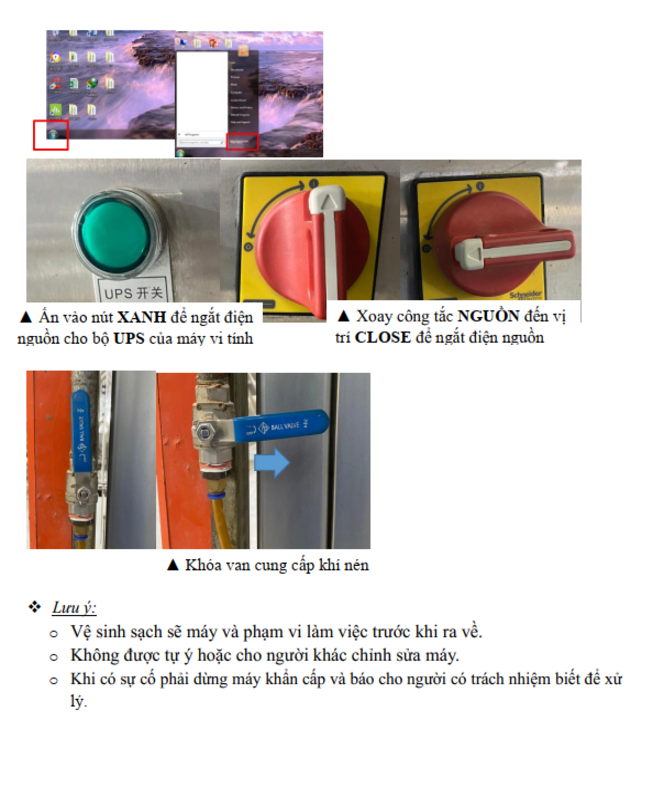 UPS 开关
Schneider
▲ Ấn vào nút XANH để ngắt điện
nguồn cho bộ UPS của máy vi tính
▲ Xoay công tắc NGUỒN đến vị
trí CLOSE để ngắt điện nguồn
BALL VALVE
BALL VALVE
▲ Khóa van cung cấp khí nén
❖ Lưu ý:
o Vệ sinh sạch sẽ máy và phạm vi làm việc trước khi ra về.
o Không được tự ý hoặc cho người khác chỉnh sửa máy.
o Khi có sự cố phải dừng máy khẩn cấp và báo cho người có trách nhiệm biết để xử
lý.